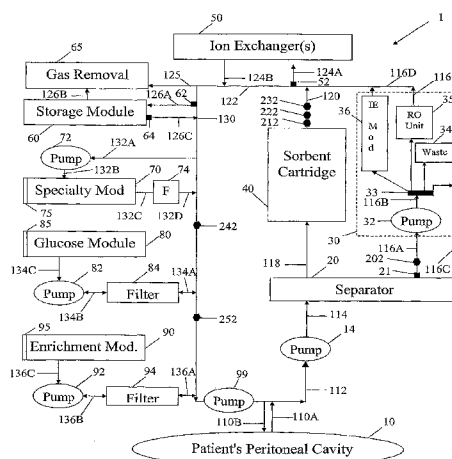 50
1
Ion Exchanger(s)
65
125
124A
116D
124B
52
116
Gas Removal
122
126B
126A
62
120
36
35
Storage Module
130
232
IE Mod
RO Unit
60
64
126C
222
34
72
212
Waste
Pump
132A
132B
70
74
Sorbent Cartridge
33
Specialty Mod
F
40
116B
75
132C
132D
32
Pump
85
Glucose Module
80
242
30
116A
134C
82
84
134A
118
20
202
21
116C
Pump
Filter
Separator
134B
252
114
14
95
Enrichment Mod.
90
Pump
136C
92
94
136A
99
112
Pump
Filter
Pump
136B
110B
110A
10
Patient's Peritoneal Cavity